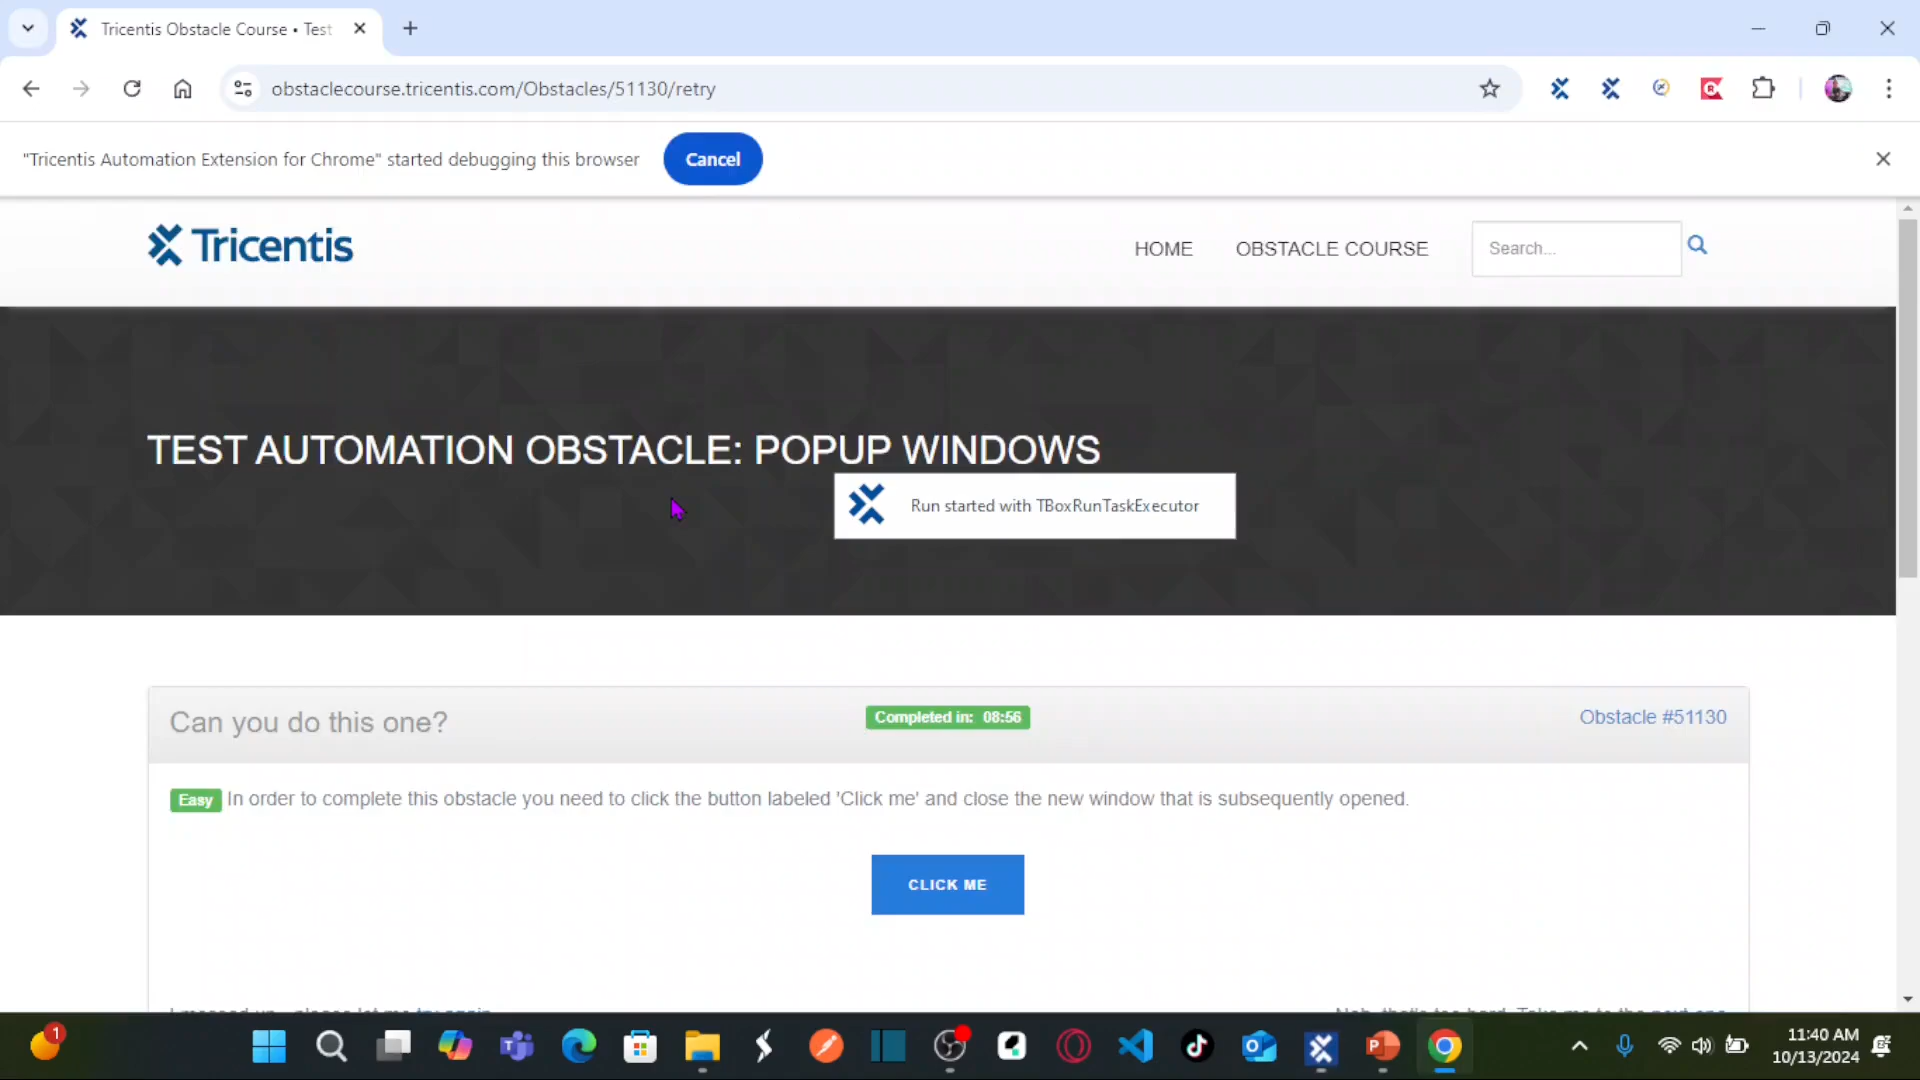 Tricentis Obstacle Course • Test
obstaclecourse.tricentis.com/Obstacles/51130/retry
"Tricentis Automation Extension for Chrome" started debugging this browser
Cancel
Tricentis
HOME
OBSTACLE COURSE
Search...
TEST AUTOMATION OBSTACLE: POPUP WINDOWS
Run started with TBoxRunTaskExecutor
Can you do this one?
Completed in: 08:56
Obstacle #51130
Easy In order to complete this obstacle you need to click the button labeled 'Click me' and close the new window that is subsequently opened.
CLICK ME
1
11:40 AM
10/13/2024